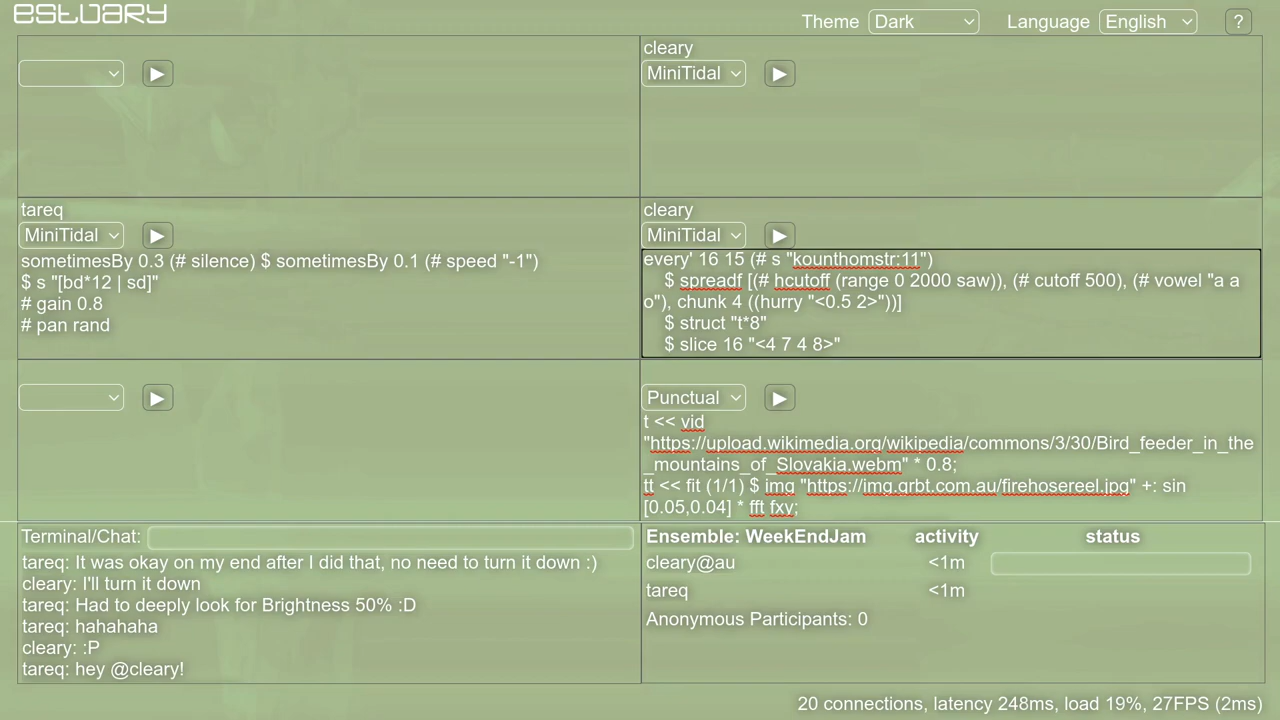 estuary
Theme Dark Language English ?
cleary
MiniTidal
tareq
MiniTidal
sometimesBy 0.3 (# silence) $ sometimesBy 0.1 (# speed "-1")
$ s "[bd*12 | sd]"
# gain 0.8
# pan rand
cleary
MiniTidal
every' 16 15 (# s "kounthomstr:11")
$ spreadf [(# hcutoff (range 0 2000 saw)), (# cutoff 500), (# vowel "a a
o"), chunk 4 ((hurry "<0.5 2>"))]
$ struct "t*8"
$ slice 16 "<4 7 4 8>"
Punctual
t << vid
"https://upload.wikimedia.org/wikipedia/commons/3/30/Bird_feeder_in_the
_mountains_of_Slovakia.webm" * 0.8;
tt << fit (1/1) $ img "https://img.grbt.com.au/firehosereel.jpg" +: sin
[0.05,0.04] * fft fxy;
Terminal/Chat:
tareq: It was okay on my end after I did that, no need to turn it down :)
cleary: I'll turn it down
tareq: Had to deeply look for Brightness 50% :D
tareq: hahahaha
cleary: :P
tareq: hey @cleary!
Ensemble: WeekEndJam activity status
cleary@au <1m
tareq <1m
Anonymous Participants: 0
20 connections, latency 248ms, load 19%, 27FPS (2ms)